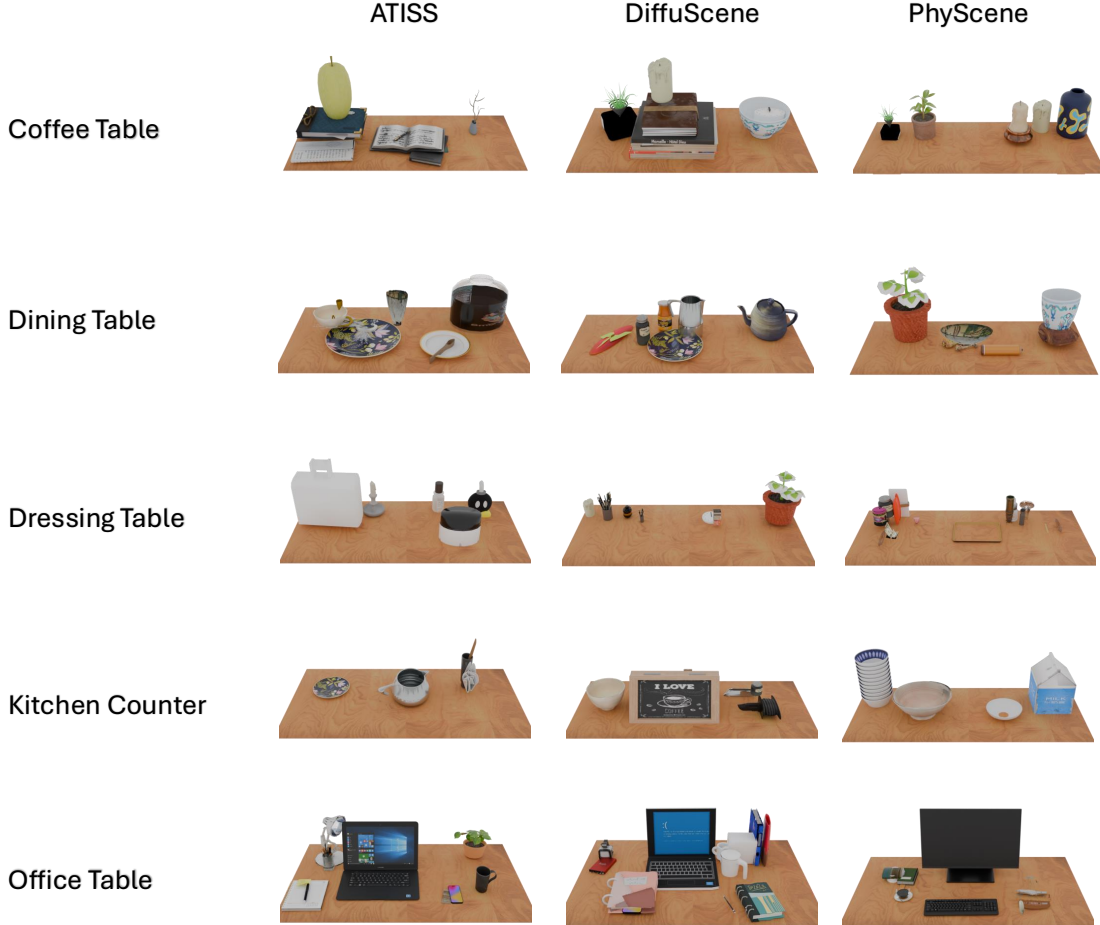 ATISS DiffuScene PhyScene
Coffee Table
Dining Table
Dressing Table
Kitchen Counter
I LOVE
COFFEE
Office Table
:(